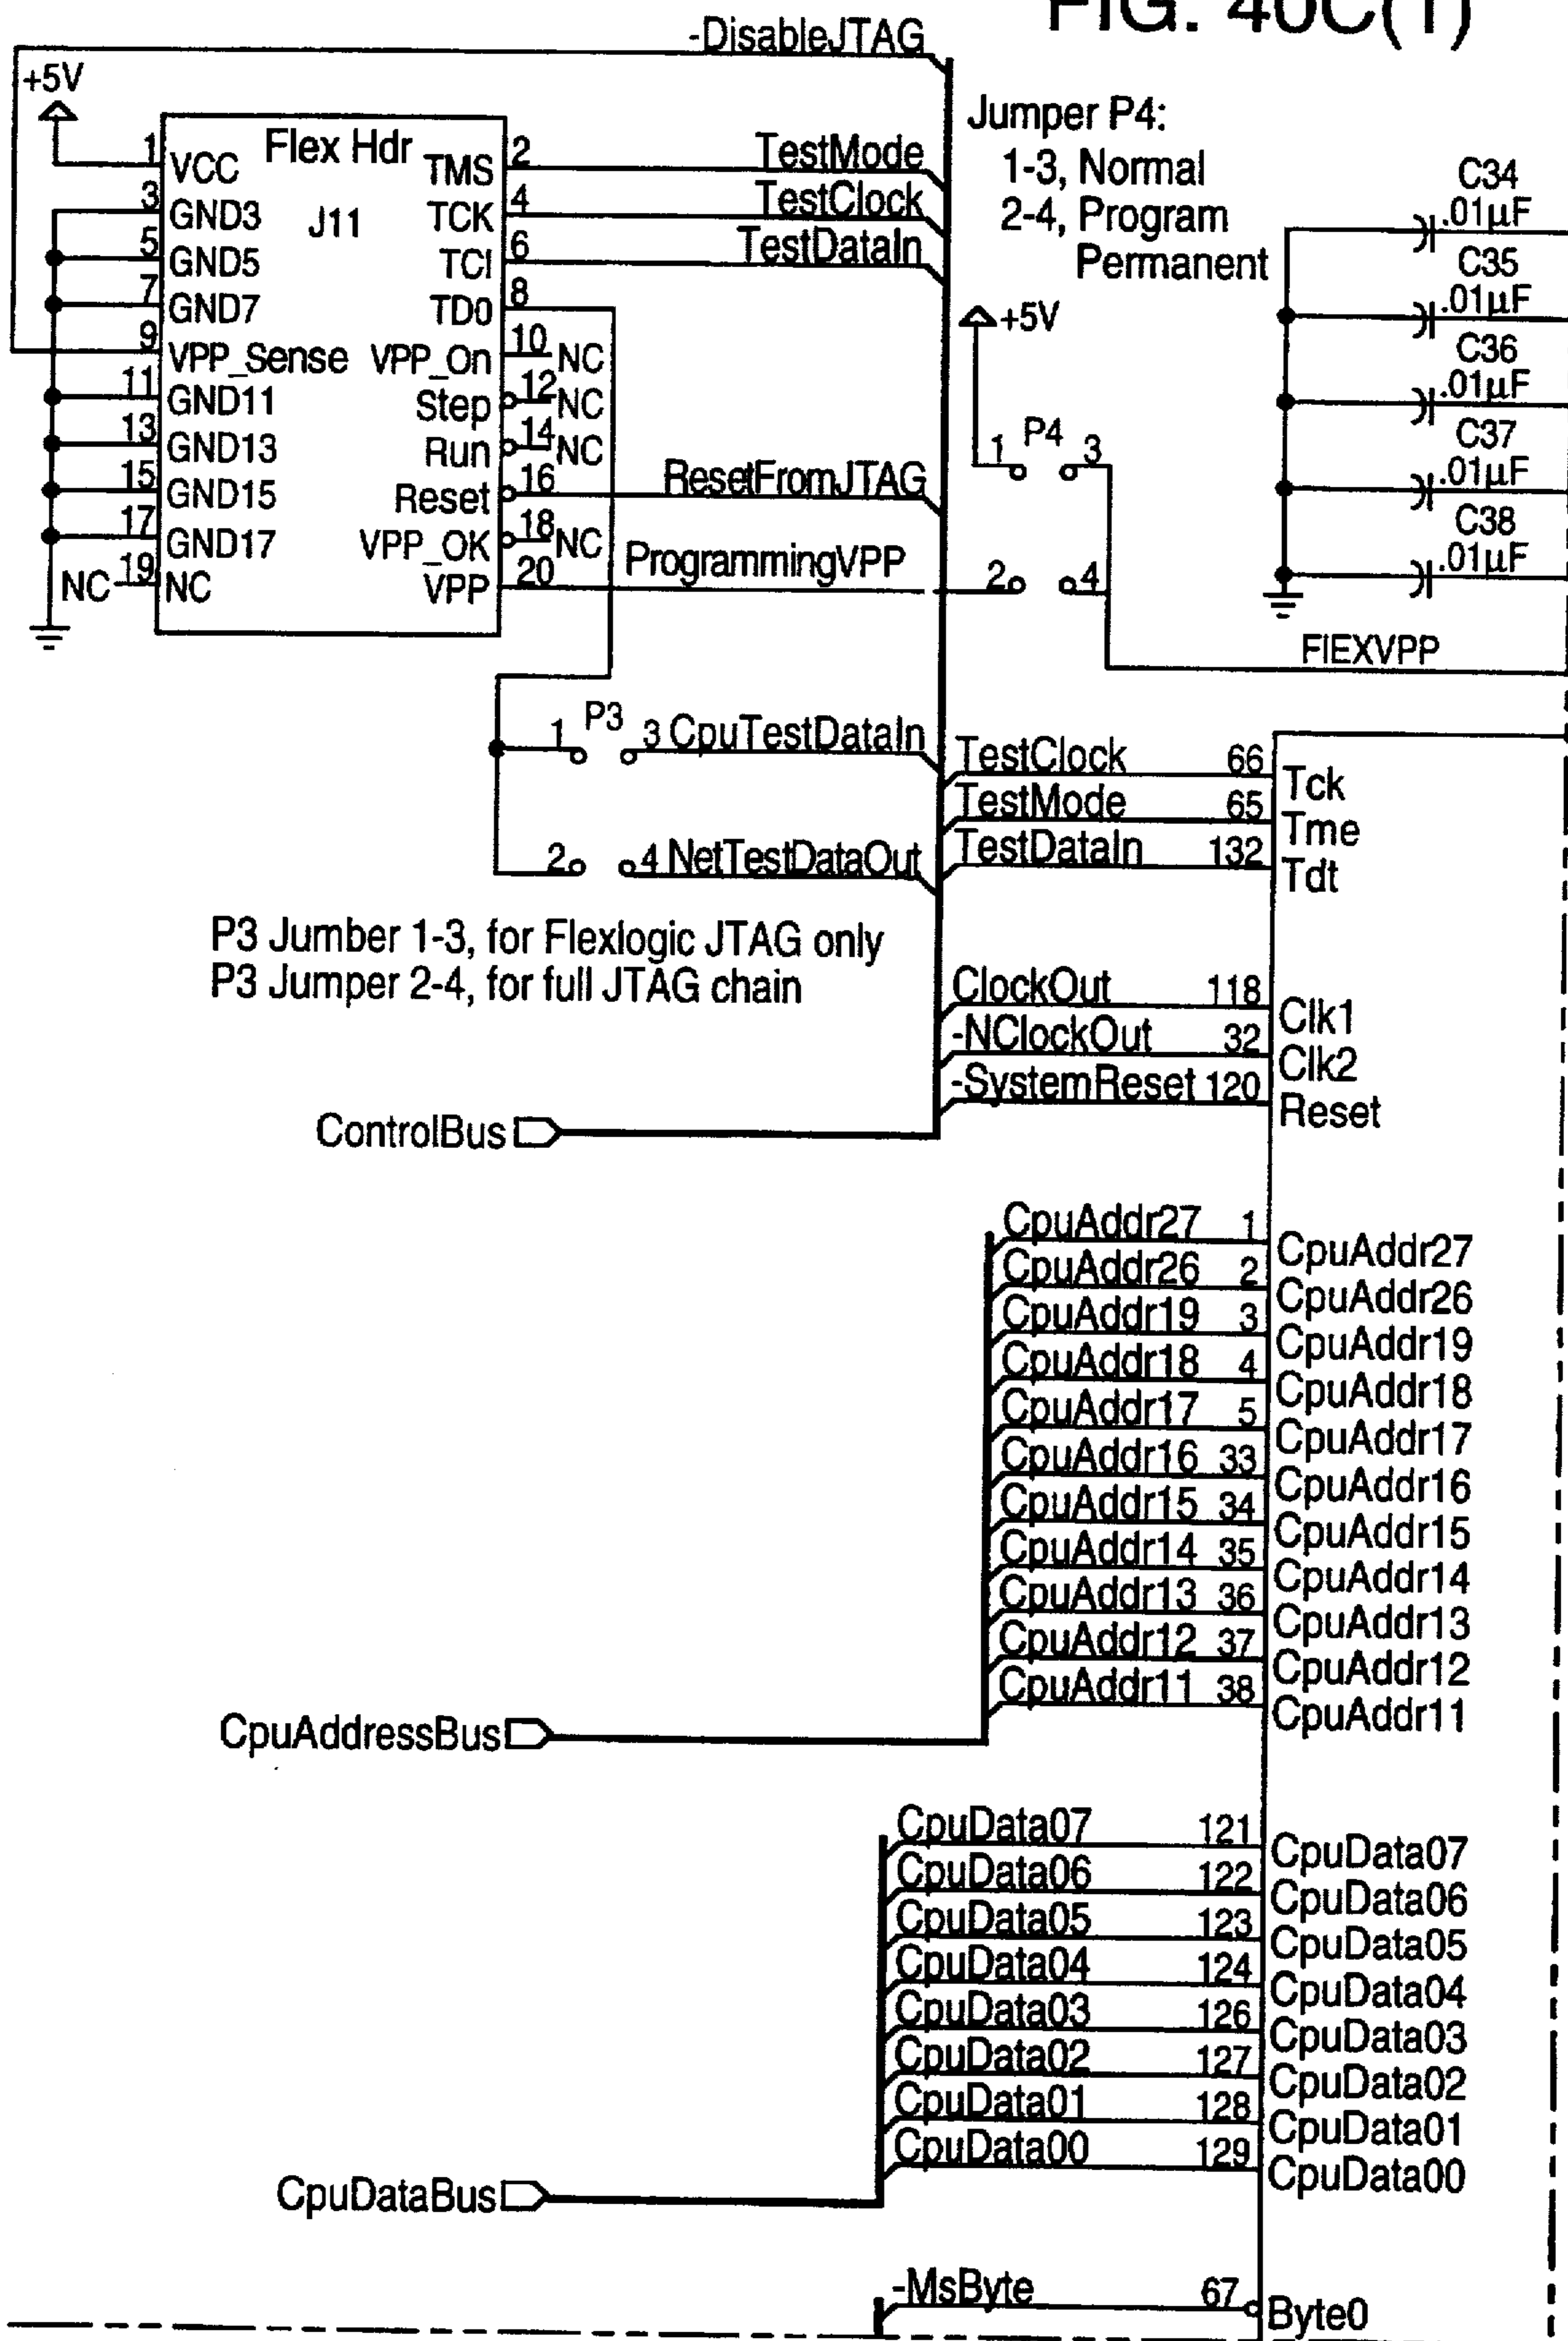 FIG. 40C(1)
-DisableJTAG
+5V
Flex Hdr
J11
1 VCC
3 GND3
5 GND5
7 GND7
9 VPP_Sense
11 GND11
13 GND13
15 GND15
17 GND17
NC 19 NC
TMS 2 TestMode
TCK 4 TestClock
TCI 6 TestDataIn
TD0 8
VPP_On 10 NC
Step 12 NC
Run 14 NC
Reset 16 ResetFromJTAG
VPP_OK 18 NC
VPP 20 ProgrammingVPP
Jumper P4:
1-3, Normal
2-4, Program
Permanent
+5V
1 P4 3
2 4
C34
.01µF
C35
.01µF
C36
.01µF
C37
.01µF
C38
.01µF
FIEXVPP
1 P3 3 CpuTestDataIn
2 4 NetTestDataOut
P3 Jumber 1-3, for Flexlogic JTAG only
P3 Jumper 2-4, for full JTAG chain
TestClock 66 Tck
TestMode 65 Tme
TestDataIn 132 Tdt
ClockOut 118 Clk1
-NClockOut 32 Clk2
-SystemReset 120 Reset
ControlBus
CpuAddr27 1 CpuAddr27
CpuAddr26 2 CpuAddr26
CpuAddr19 3 CpuAddr19
CpuAddr18 4 CpuAddr18
CpuAddr17 5 CpuAddr17
CpuAddr16 33 CpuAddr16
CpuAddr15 34 CpuAddr15
CpuAddr14 35 CpuAddr14
CpuAddr13 36 CpuAddr13
CpuAddr12 37 CpuAddr12
CpuAddr11 38 CpuAddr11
CpuAddressBus
CpuData07 121 CpuData07
CpuData06 122 CpuData06
CpuData05 123 CpuData05
CpuData04 124 CpuData04
CpuData03 126 CpuData03
CpuData02 127 CpuData02
CpuData01 128 CpuData01
CpuData00 129 CpuData00
CpuDataBus
-MsByte 67 Byte0